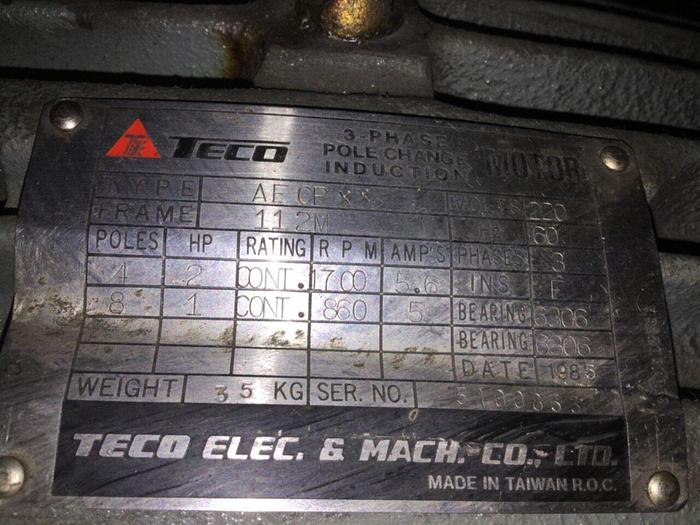 TECO
3-PHASE
POLE CHANGE
INDUCTION
MOTOR
TYPE AECP VOLTS 220
FRAME 112M HZ 60
POLES HP RATING RPM AMP'S PHASES 3
4 2 CONT. 1700 5.6 INS. F
8 1 CONT. 860 5 BEARING 6306
BEARING 6306
DATE 1985
WEIGHT 35 KG SER. NO.
TECO ELEC. & MACH. CO., LTD.
MADE IN TAIWAN R.O.C.